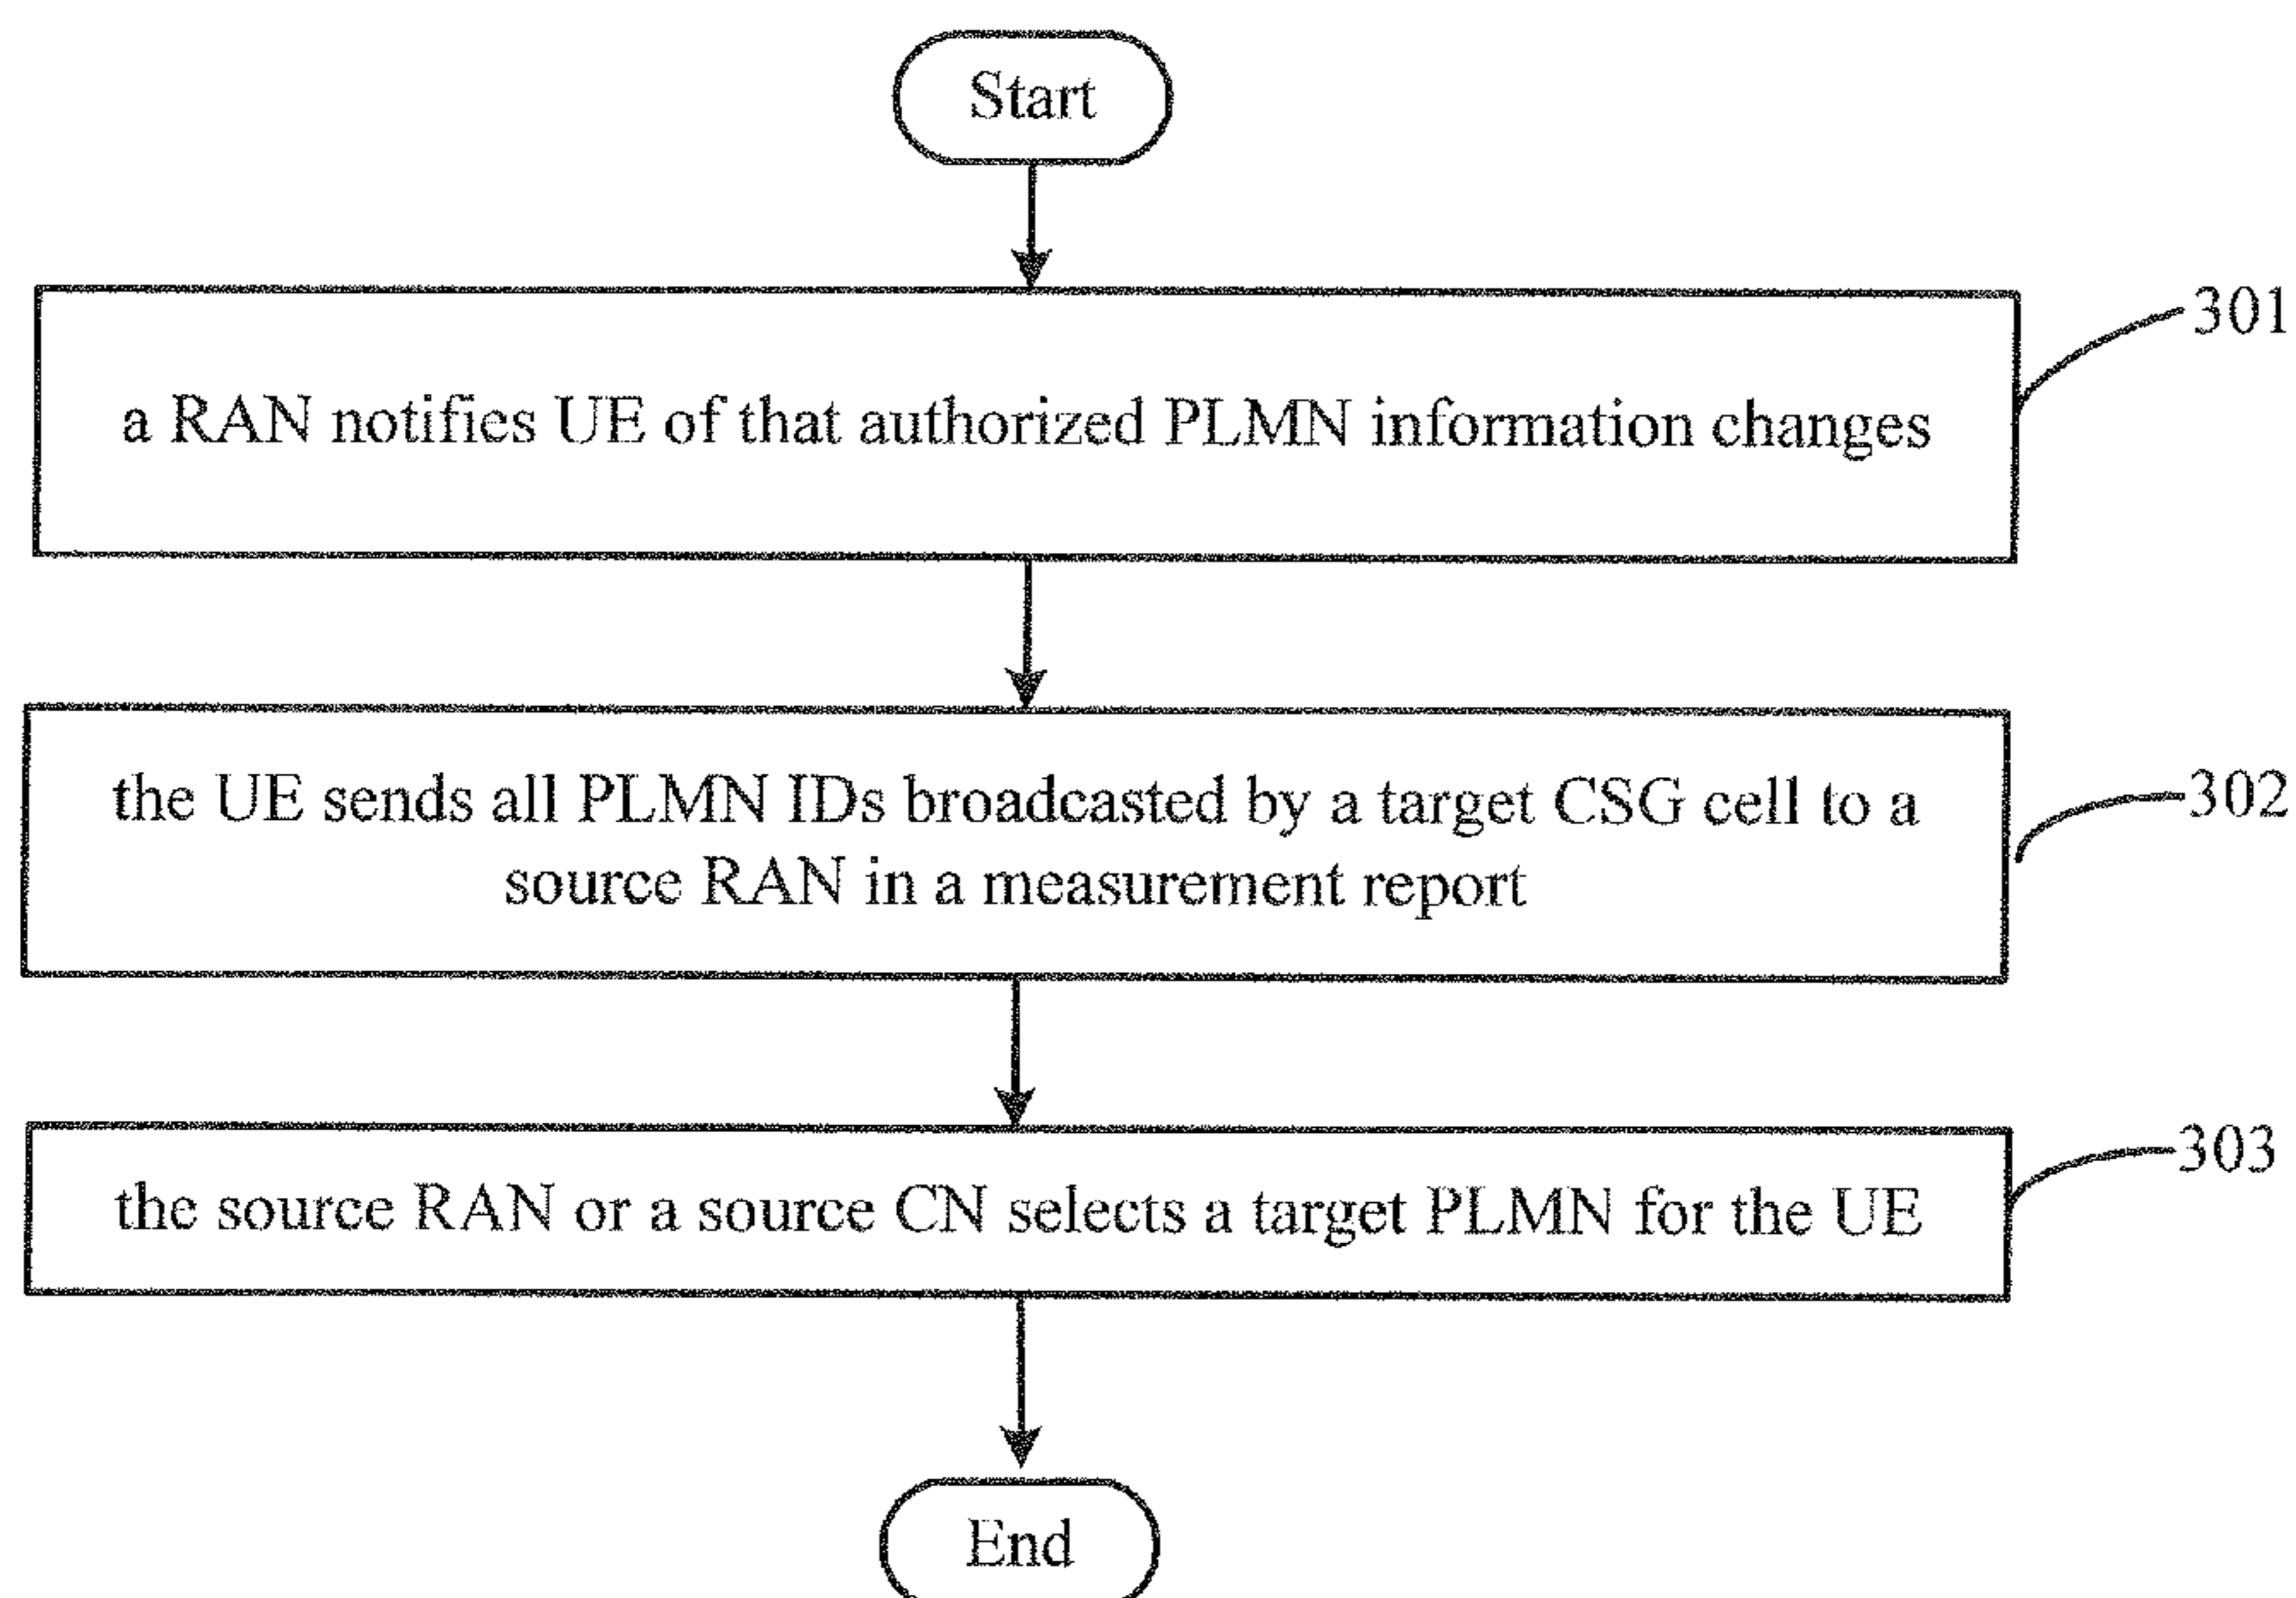 Start
a RAN notifies UE of that authorized PLMN information changes
301
the UE sends all PLMN IDs broadcasted by a target CSG cell to a
source RAN in a measurement report
302
the source RAN or a source CN selects a target PLMN for the UE
303
End